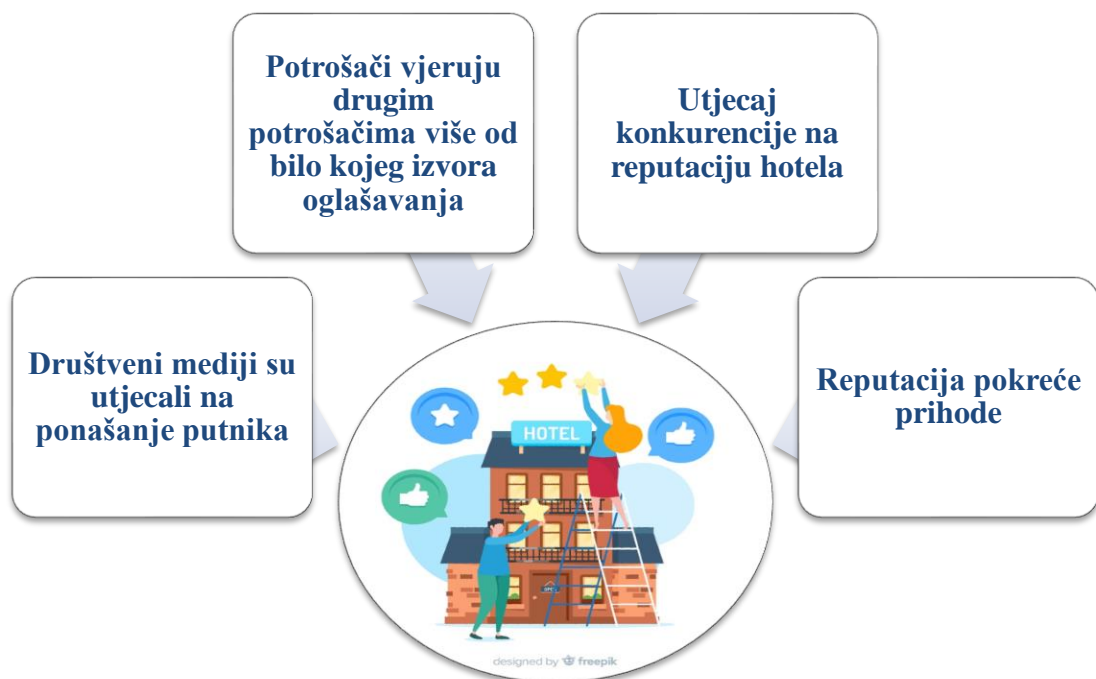 Potrošači vjeruju
drugim
potrošačima više od
bilo kojeg izvora
oglašavanja
Utjecaj
konkurencije na
reputaciju hotela
Društveni mediji su
utjecali na
ponašanje putnika
Reputacija pokreće
prihode
HOTEL
designed by freepik